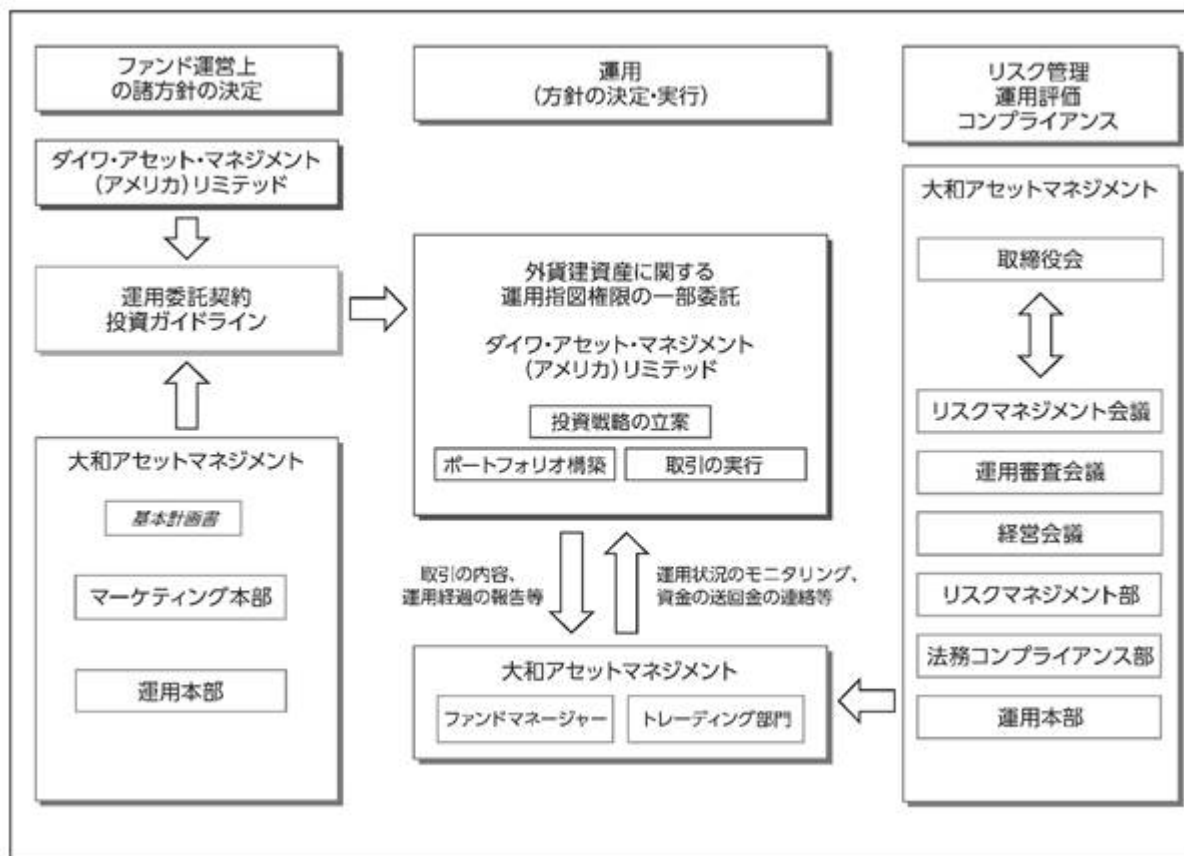 ファンド運営上
の諸方針の決定
ダイワ・アセット・マネジメント
(アメリカ)リミテッド
運用委託契約
投資ガイドライン
大和アセットマネジメント
基本計画書
マーケティング本部
運用本部
運用
(方針の決定・実行)
外貨建資産に関する
運用指図権限の一部委託
ダイワ・アセット・マネジメント
(アメリカ)リミテッド
投資戦略の立案
ポートフォリオ構築
取引の実行
取引の内容、
運用経過の報告等
運用状況のモニタリング、
資金の送回金の連絡等
大和アセットマネジメント
ファンドマネージャー
トレーディング部門
リスク管理
運用評価
コンプライアンス
大和アセットマネジメント
取締役会
リスクマネジメント会議
運用審査会議
経営会議
リスクマネジメント部
法務コンプライアンス部
運用本部